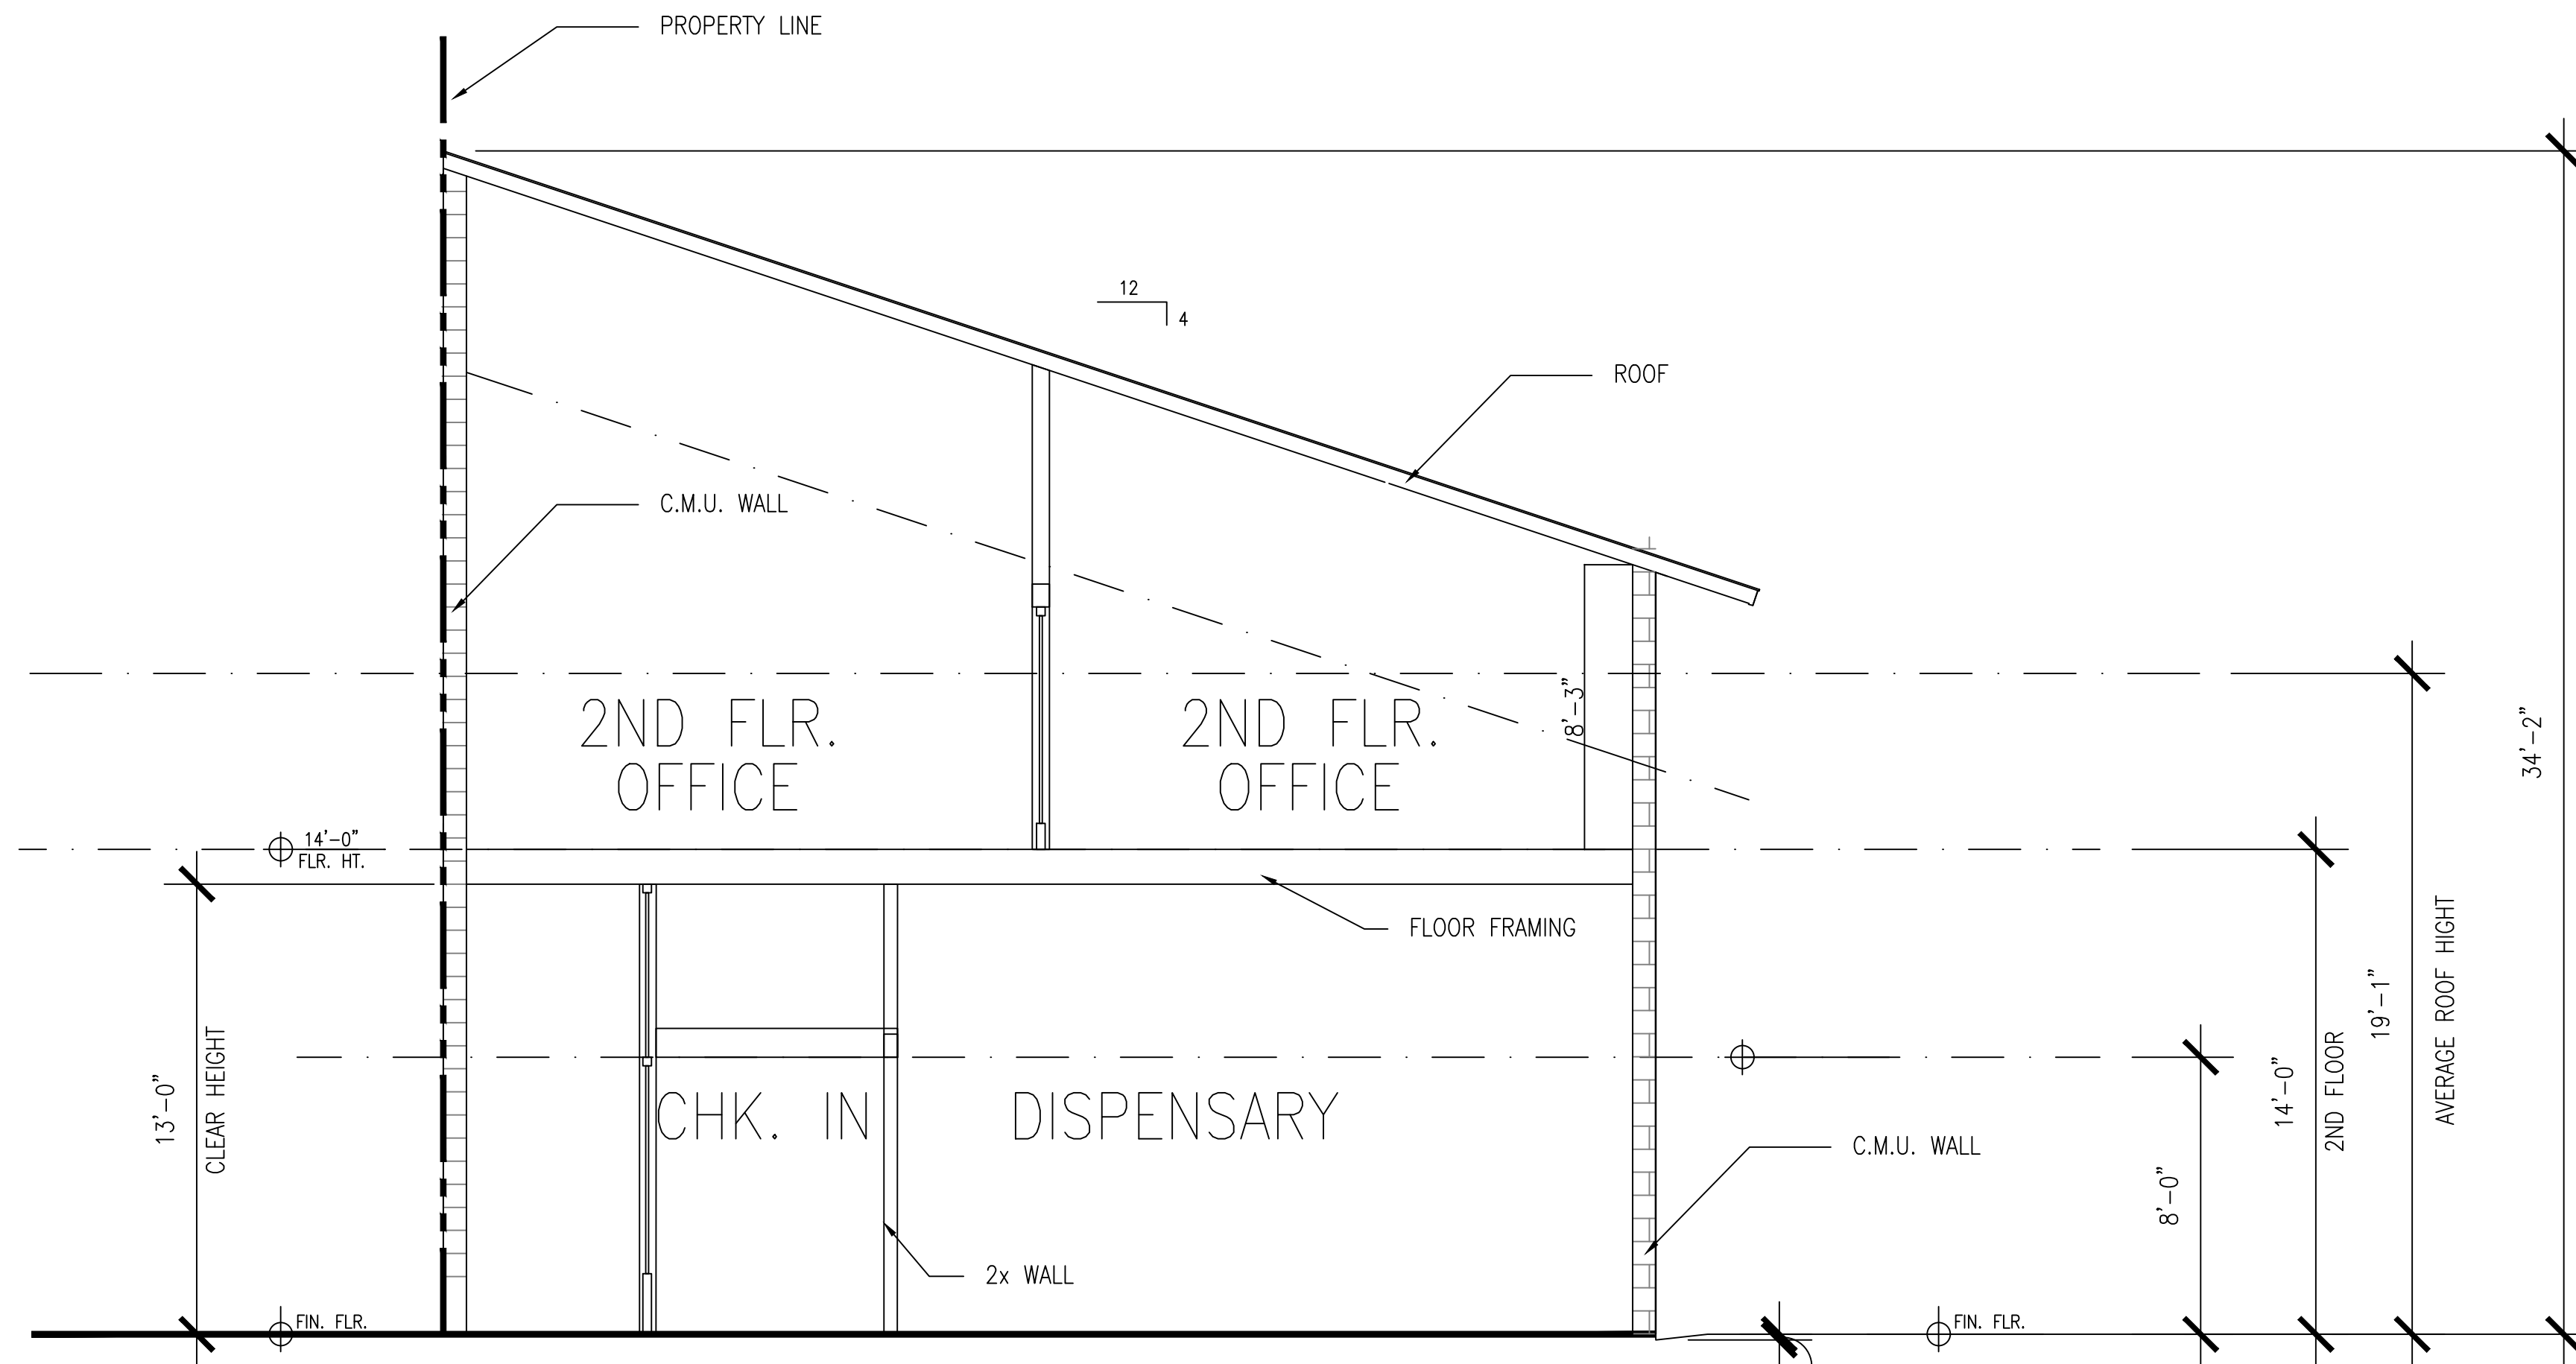 PROPERTY LINE
12
4
ROOF
C.M.U. WALL
2ND FLR.
OFFICE
2ND FLR.
OFFICE
8'-3"
34'-2"
14'-0"
FLR. HT.
FLOOR FRAMING
AVERAGE ROOF HIGHT
19'-1"
2ND FLOOR
14'-0"
13'-0"
CLEAR HEIGHT
CHK. IN
DISPENSARY
C.M.U. WALL
8'-0"
2x WALL
FIN. FLR.
FIN. FLR.